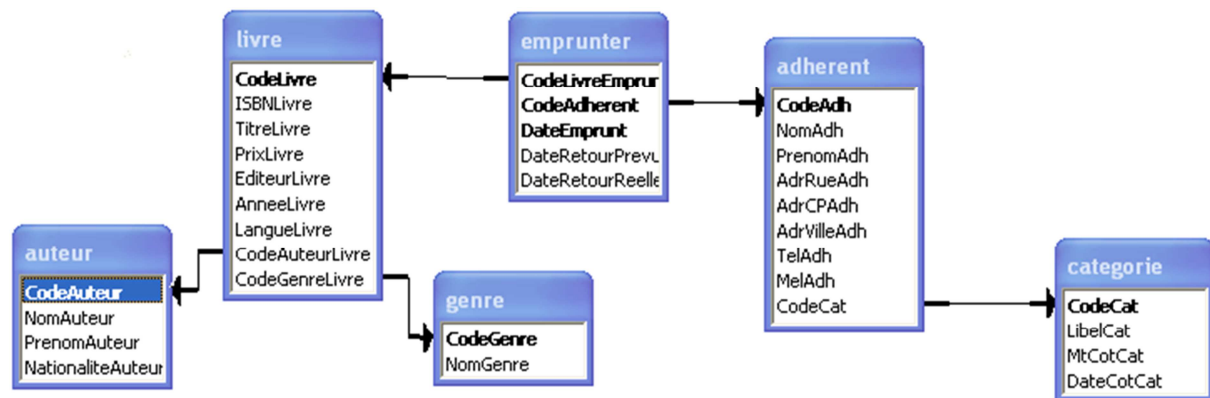 livre
CodeLivre
ISBNLivre
TitreLivre
PrixLivre
EditeurLivre
AnneeLivre
LangueLivre
CodeAuteurLivre
CodeGenreLivre
emprunter
CodeLivreEmprur
CodeAdherent
DateEmprunt
DateRetourPrevu
DateRetourReelle
adherent
CodeAdh
NomAdh
PrenomAdh
AdrRueAdh
AdrCPAdh
AdrVilleAdh
TelAdh
MelAdh
CodeCat
auteur
CodeAuteur
NomAuteur
PrenomAuteur
NationaliteAuteur
genre
CodeGenre
NomGenre
categorie
CodeCat
LibelCat
MtCotCat
DateCotCat